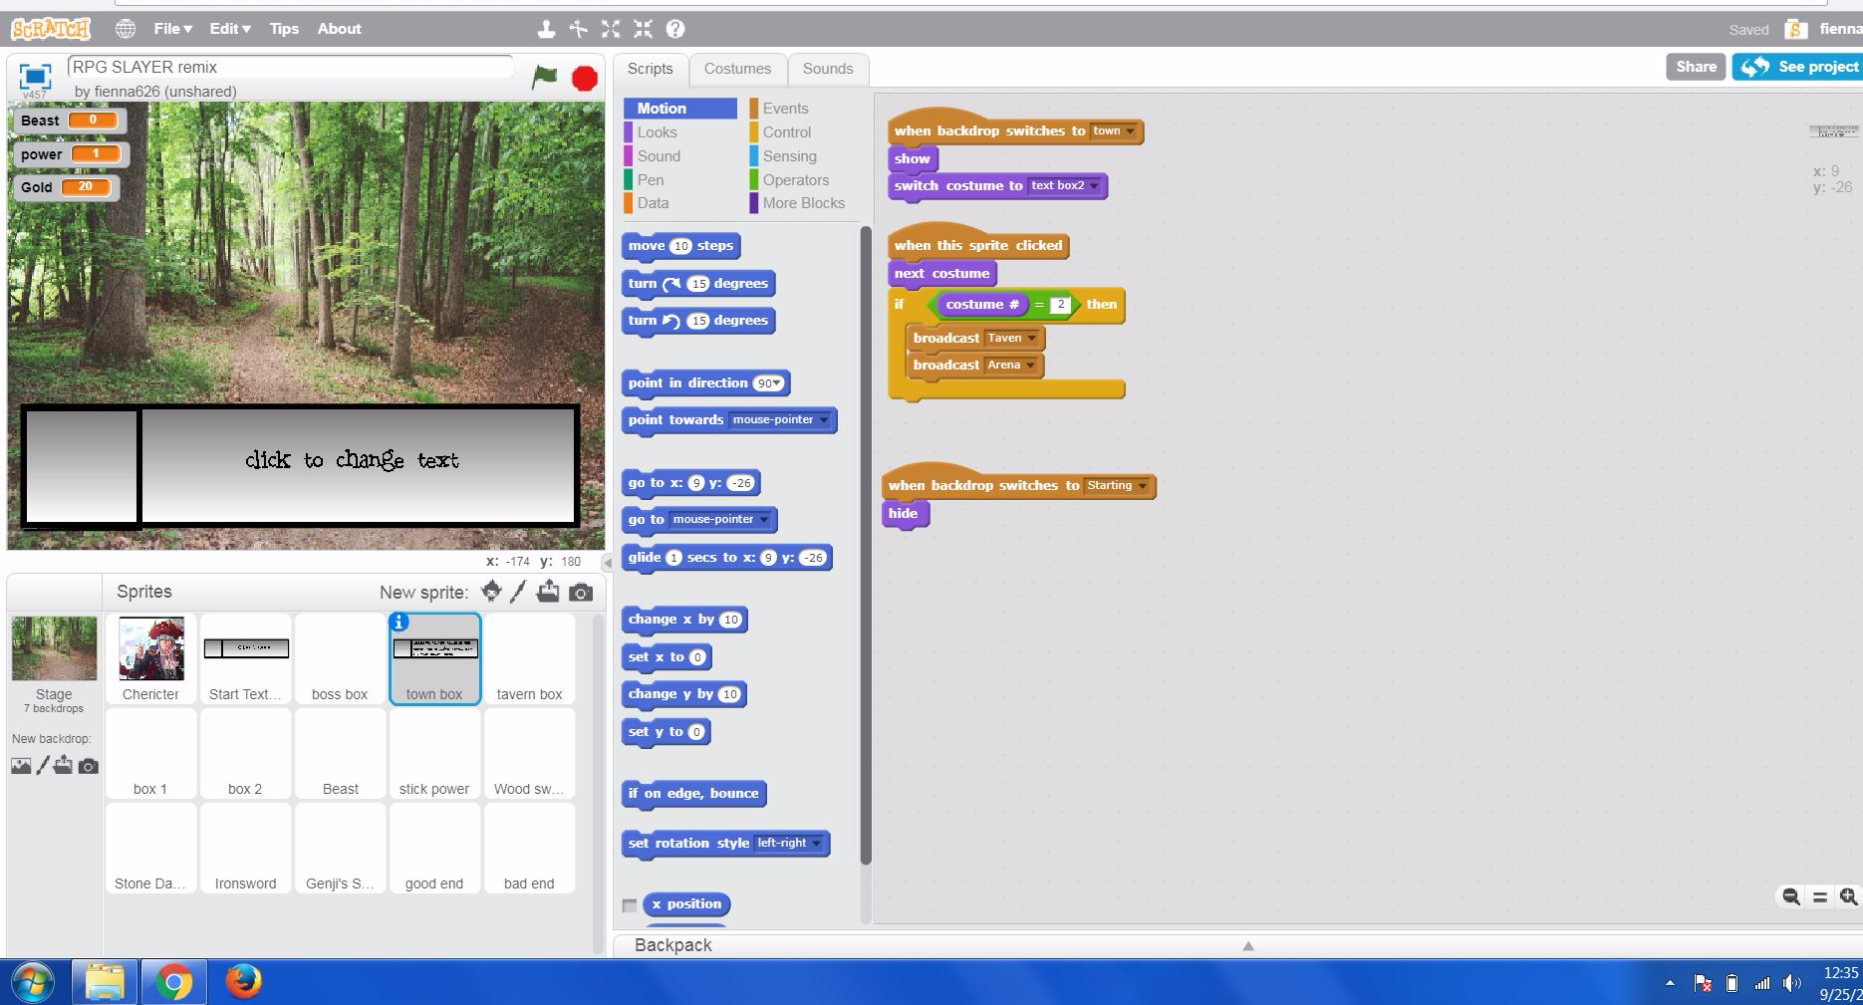 SCRATCH File Edit Tips About Saved fienna
RPG SLAYER remix
by fienna626 (unshared)
v457
Scripts Costumes Sounds
Share See project
Beast 0
power 1
Gold 20
click to change text
x: -174 y: 180
Motion Events
Looks Control
Sound Sensing
Pen Operators
Data More Blocks
move 10 steps
turn 15 degrees
turn 15 degrees
point in direction 90
point towards mouse-pointer
go to x: 9 y: -26
go to mouse-pointer
glide 1 secs to x: 9 y: -26
change x by 10
set x to 0
change y by 10
set y to 0
if on edge, bounce
set rotation style left-right
x position
when backdrop switches to town
show
switch costume to text box2
when this sprite clicked
next costume
if costume # = 2 then
broadcast Taven
broadcast Arena
when backdrop switches to Starting
hide
x: 9
y: -26
Sprites New sprite:
Stage
7 backdrops
New backdrop:
Chericter Start Text... boss box town box tavern box
box 1 box 2 Beast stick power Wood sw...
Stone Da... Ironsword Genji's S... good end bad end
Backpack
12:35
9/25/2